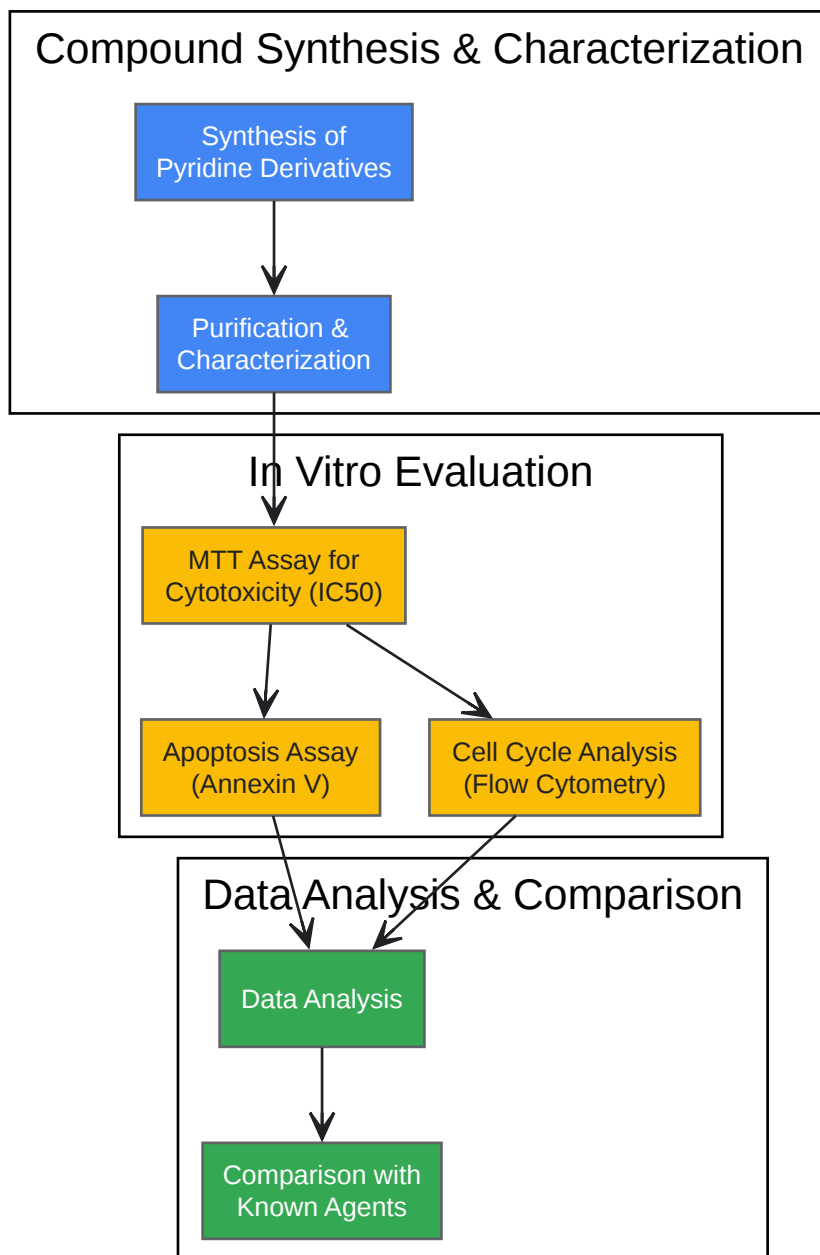 Compound Synthesis & Characterization
Synthesis of
Pyridine Derivatives
Purification &
Characterization
In Vitro Evaluation
MTT Assay for
Cytotoxicity (IC50)
Apoptosis Assay
(Annexin V)
Cell Cycle Analysis
(Flow Cytometry)
Data Analysis & Comparison
Data Analysis
Comparison with
Known Agents